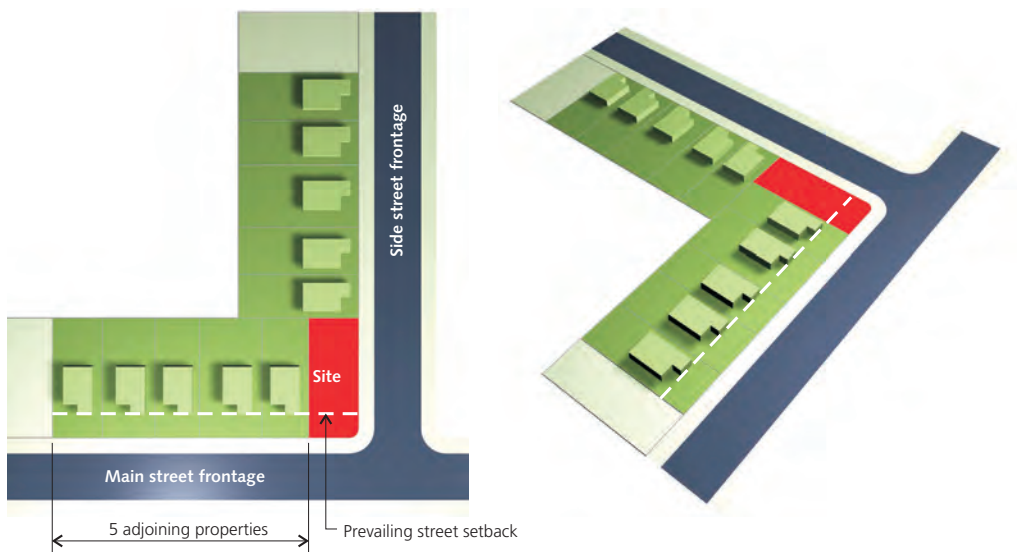 Side street frontage
Site
Main street frontage
5 adjoining properties
Prevailing street setback